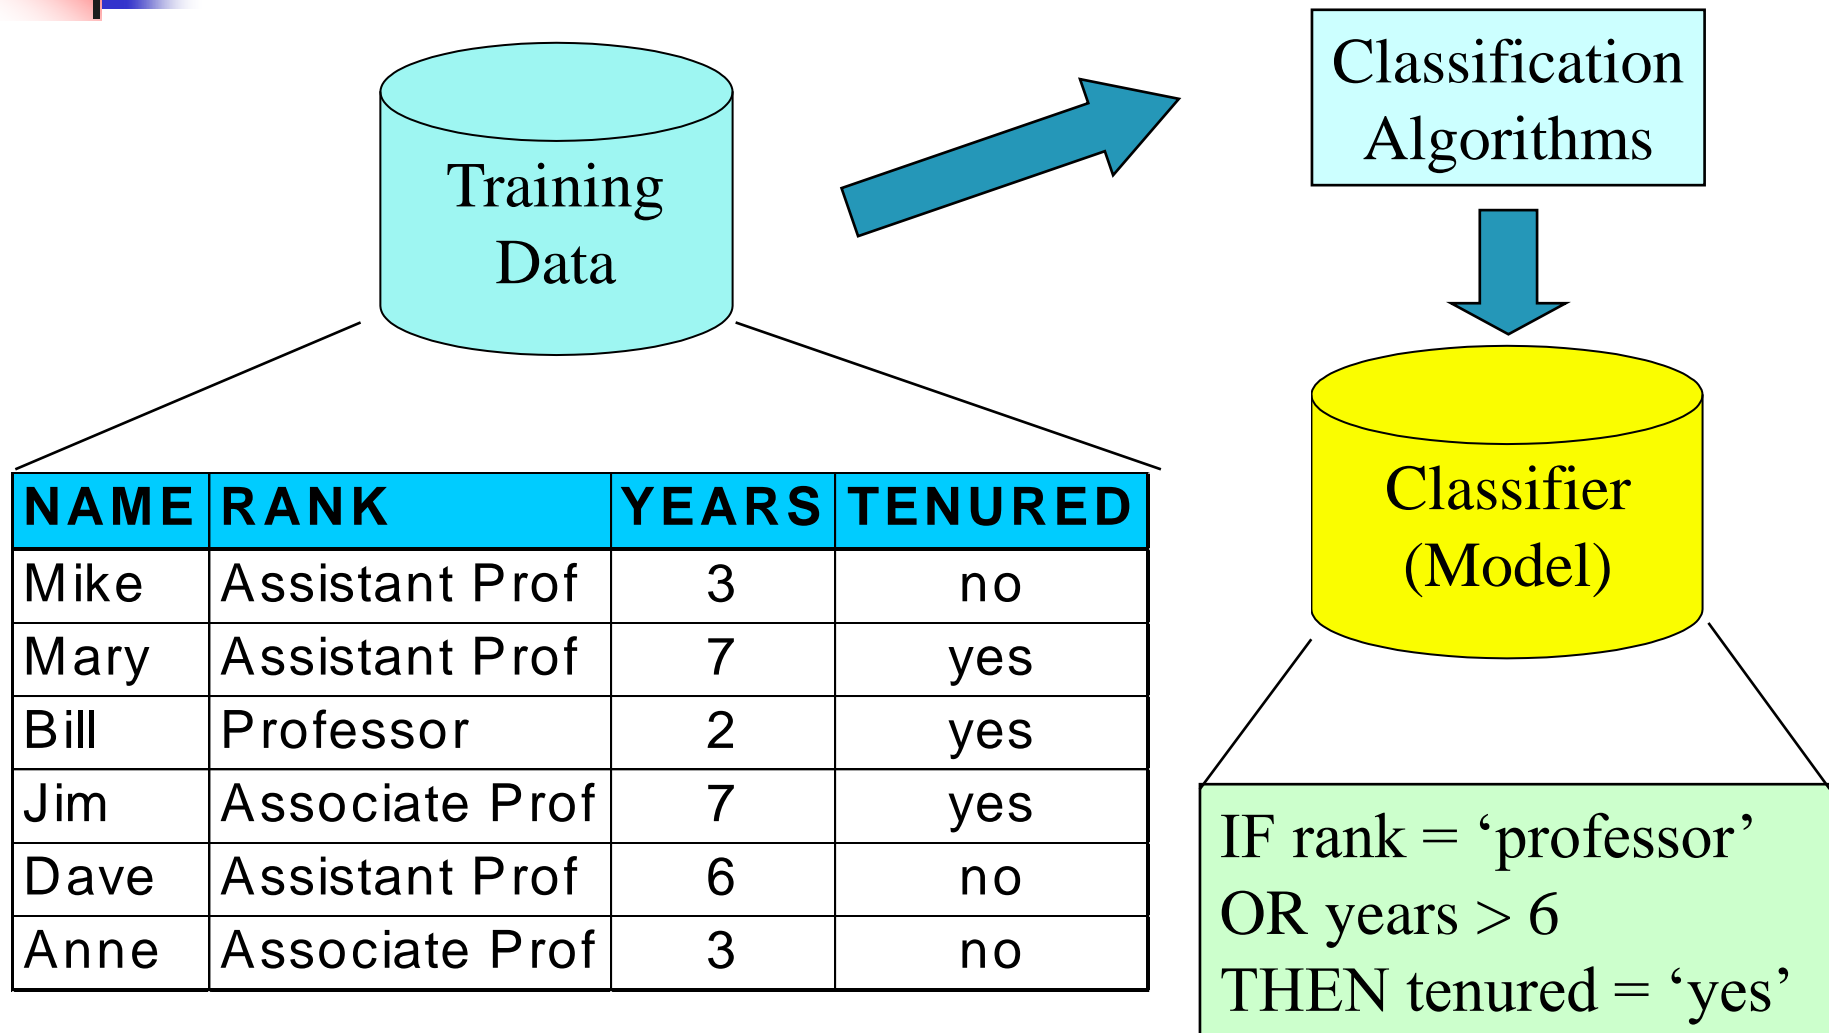 Training
Data
Classification
Algorithms
NAME RANK YEARS TENURED
Mike Assistant Prof 3 no
Mary Assistant Prof 7 yes
Bill Professor 2 yes
Jim Associate Prof 7 yes
Dave Assistant Prof 6 no
Anne Associate Prof 3 no
Classifier
(Model)
IF rank = ‘professor’
OR years > 6
THEN tenured = ‘yes’